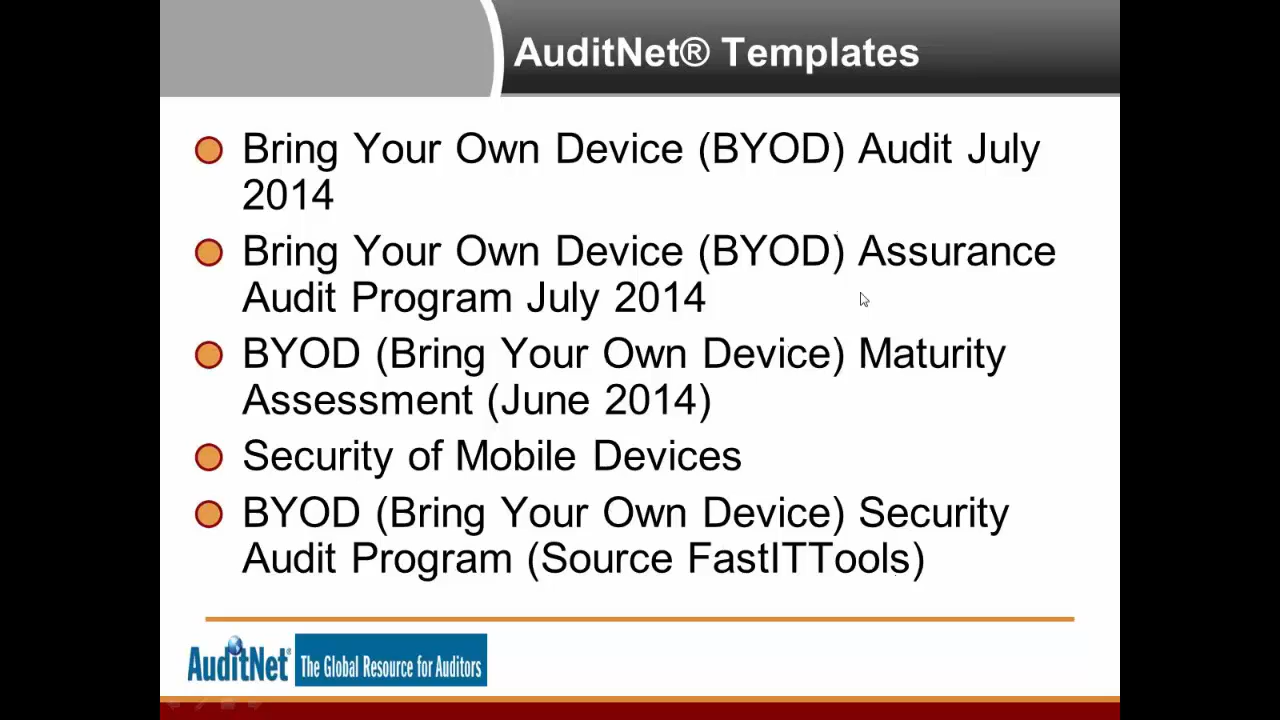 AuditNet® Templates
Bring Your Own Device (BYOD) Audit July
2014
Bring Your Own Device (BYOD) Assurance
Audit Program July 2014
BYOD (Bring Your Own Device) Maturity
Assessment (June 2014)
Security of Mobile Devices
BYOD (Bring Your Own Device) Security
Audit Program (Source FastITTools)
AuditNet® The Global Resource for Auditors